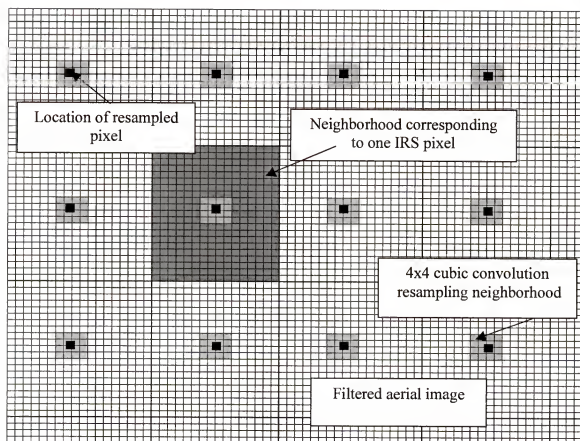 Location of resampled
pixel
Neighborhood corresponding
to one IRS pixel
4x4 cubic convolution
resampling neighborhood
Filtered aerial image